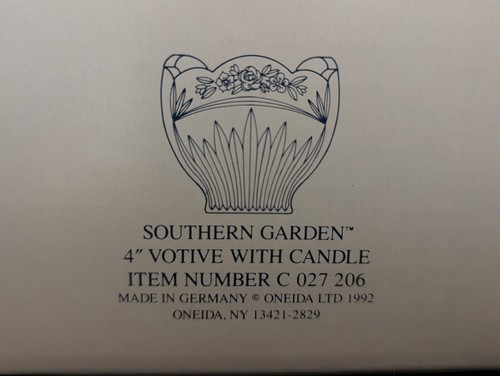 SOUTHERN GARDEN™
4″ VOTIVE WITH CANDLE
ITEM NUMBER C 027 206
MADE IN GERMANY © ONEIDA LTD 1992
ONEIDA, NY 13421-2829